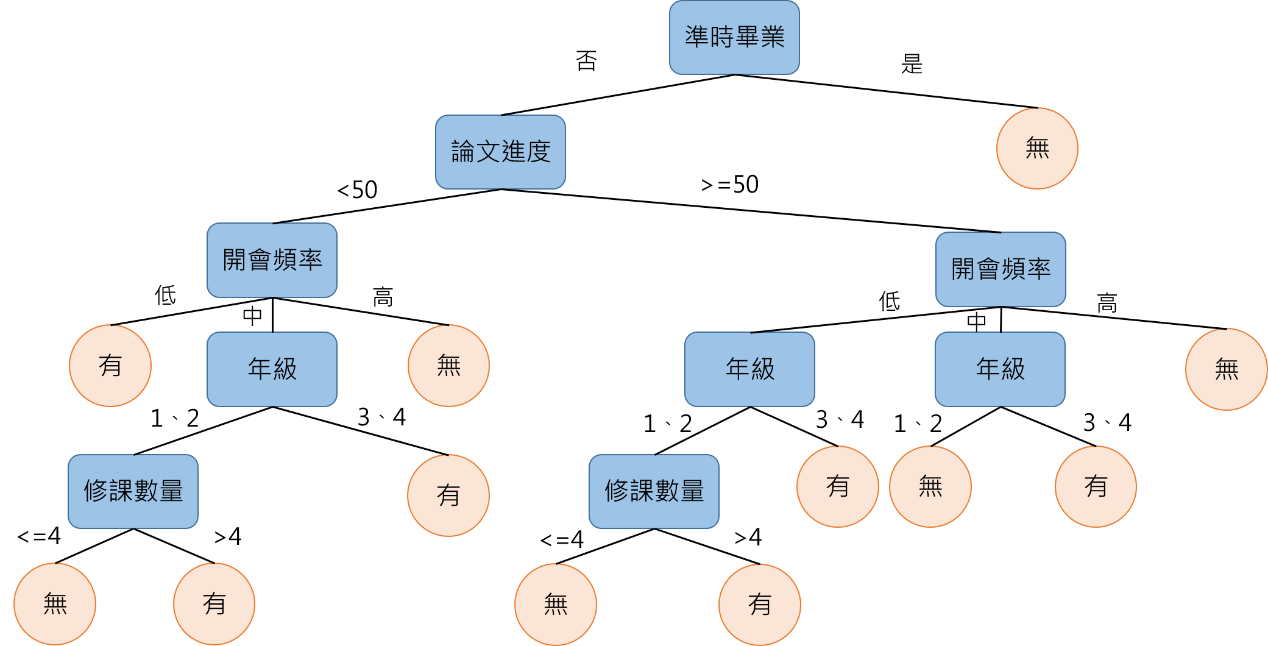 準時畢業
否
是
論文進度
無
<50
>=50
開會頻率
開會頻率
低
中
高
低
中
高
有
年級
無
年級
年級
無
1、2
3、4
1、2
3、4
1、2
3、4
修課數量
有
修課數量
有
無
有
<=4
>4
<=4
>4
無
有
無
有